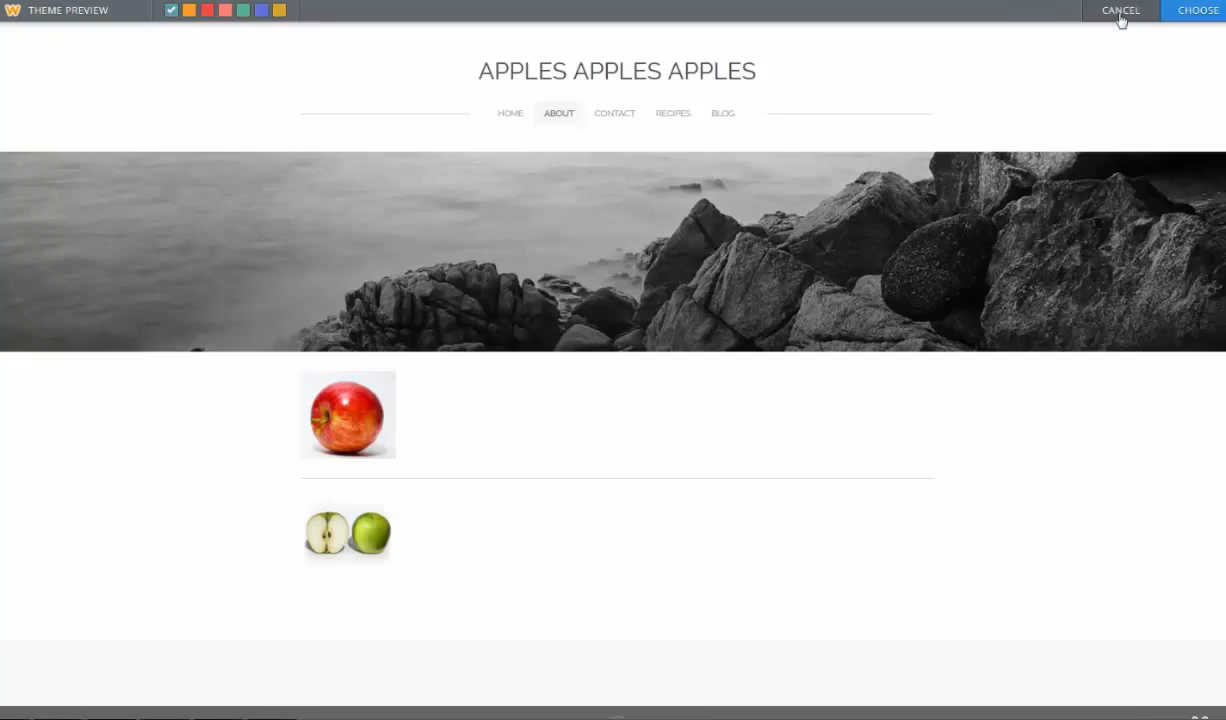 THEME PREVIEW
CANCEL
CHOOSE
APPLES APPLES APPLES
HOME ABOUT CONTACT RECIPES BLOG